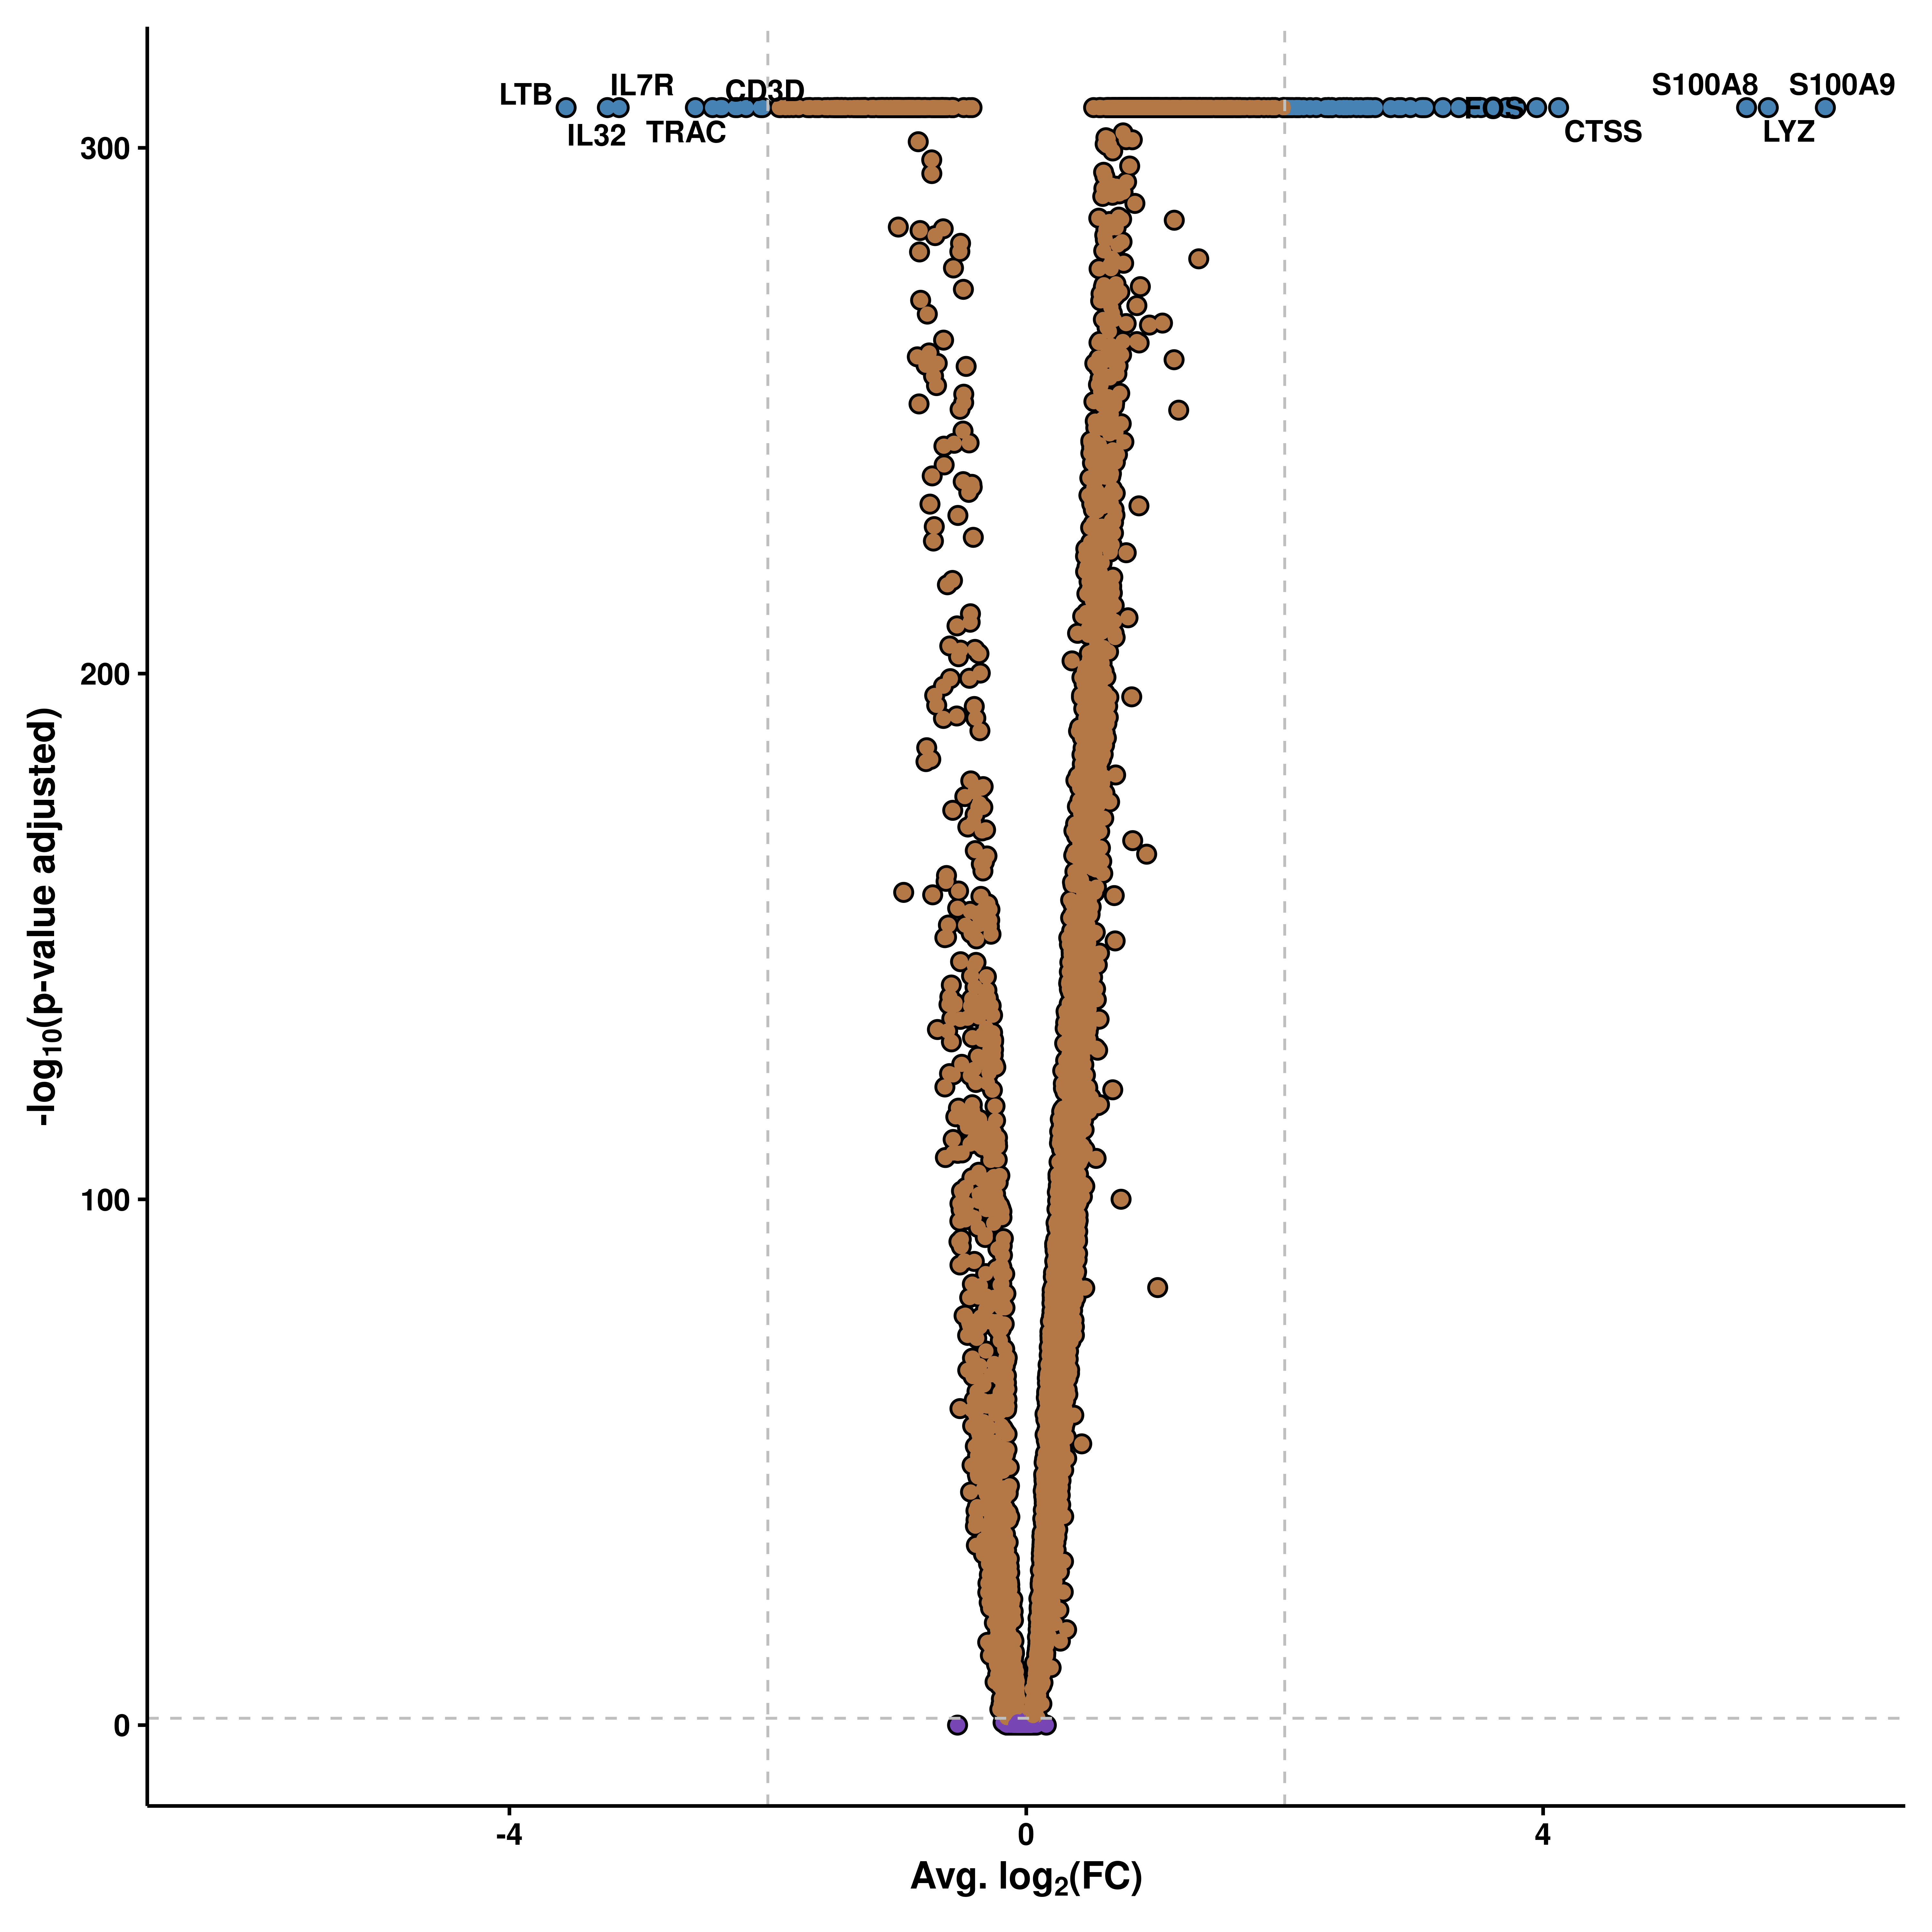 LTB
IL7R
CD3D
IL32
TRAC
FOS
S100A8
S100A9
CTSS
LYZ
300
200
100
0
-log10(p-value adjusted)
-4
0
4
Avg. log2(FC)